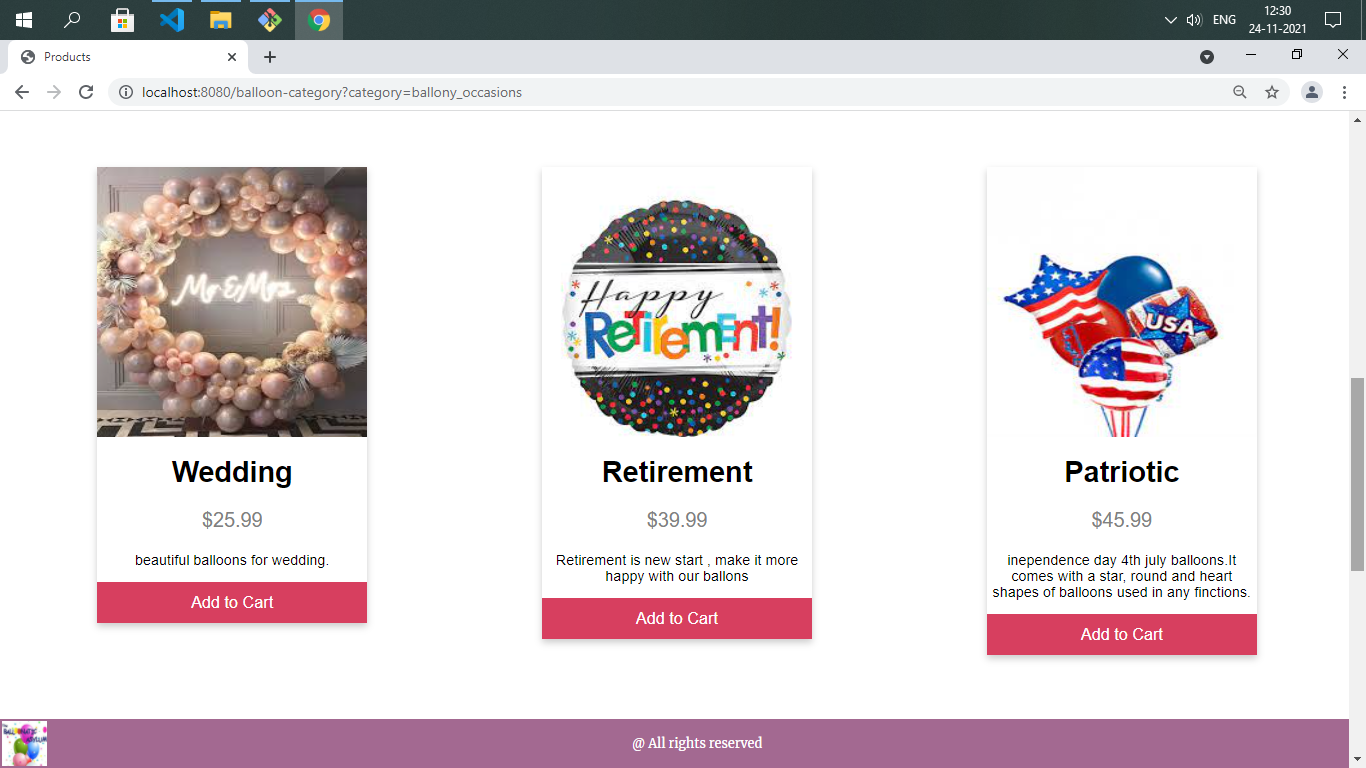 12:30
ENG
24-11-2021
Products
localhost:8080/balloon-category?category=ballony_occasions
Mr & Mrs
Happy
Retirement!
USA
Wedding
$25.99
beautiful balloons for wedding.
Add to Cart
Retirement
$39.99
Retirement is new start , make it more
happy with our ballons
Add to Cart
Patriotic
$45.99
inependence day 4th july balloons.It
comes with a star, round and heart
shapes of balloons used in any finctions.
Add to Cart
@ All rights reserved